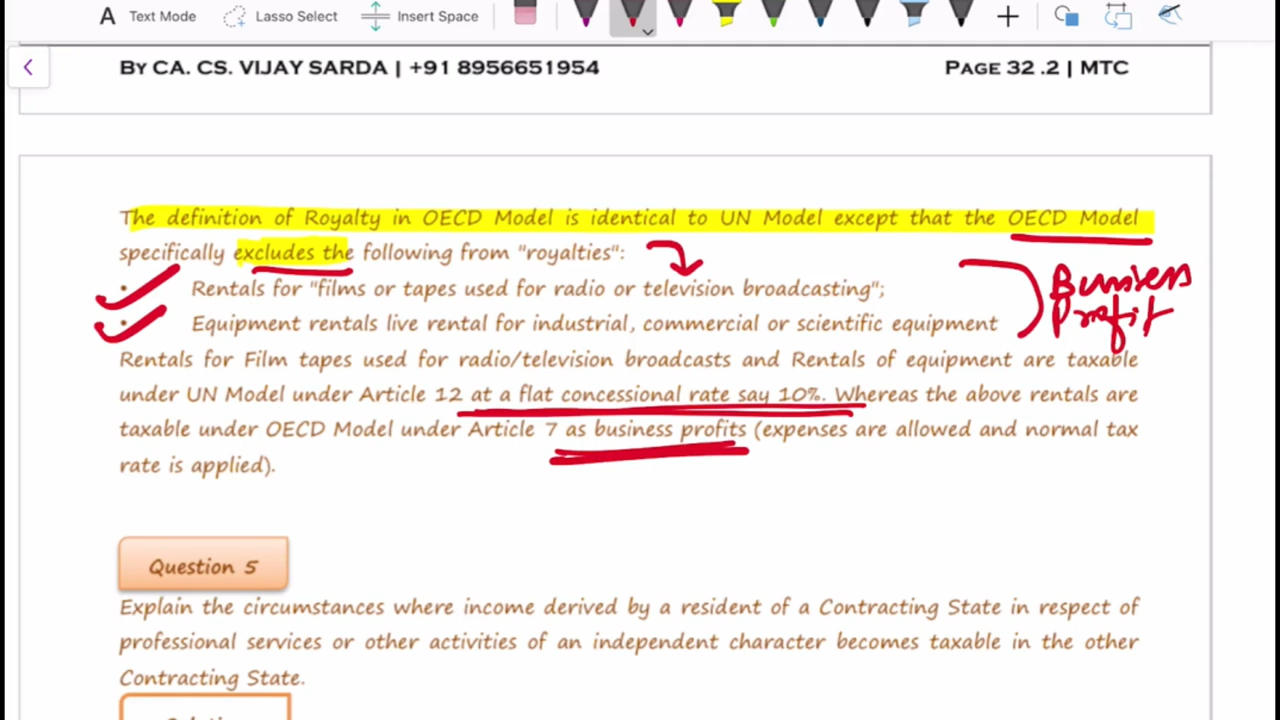 Text Mode
Lasso Select
Insert Space
BY CA. CS. VIJAY SARDA | +91 8956651954
PAGE 32 .2 | MTC
The definition of Royalty in OECD Model is identical to UN Model except that the OECD Model
specifically excludes the following from "royalties":
• Rentals for "films or tapes used for radio or television broadcasting";
• Equipment rentals live rental for industrial, commercial or scientific equipment
Business
Profit
Rentals for Film tapes used for radio/television broadcasts and Rentals of equipment are taxable
under UN Model under Article 12 at a flat concessional rate say 10%. Whereas the above rentals are
taxable under OECD Model under Article 7 as business profits (expenses are allowed and normal tax
rate is applied).
Question 5
Explain the circumstances where income derived by a resident of a Contracting State in respect of
professional services or other activities of an independent character becomes taxable in the other
Contracting State.